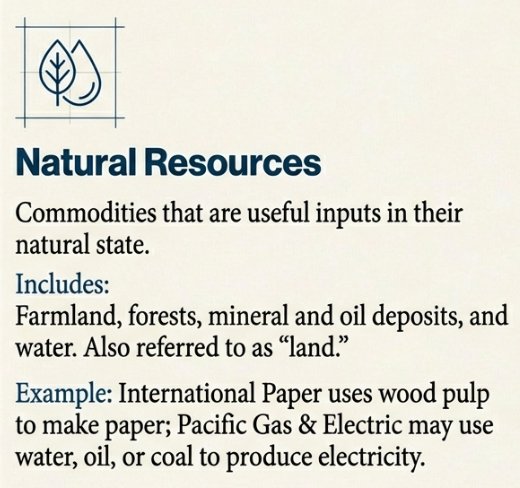 Natural Resources
Commodities that are useful inputs in their
natural state.
Includes:
Farmland, forests, mineral and oil deposits, and
water. Also referred to as “land.”
Example: International Paper uses wood pulp
to make paper; Pacific Gas & Electric may use
water, oil, or coal to produce electricity.